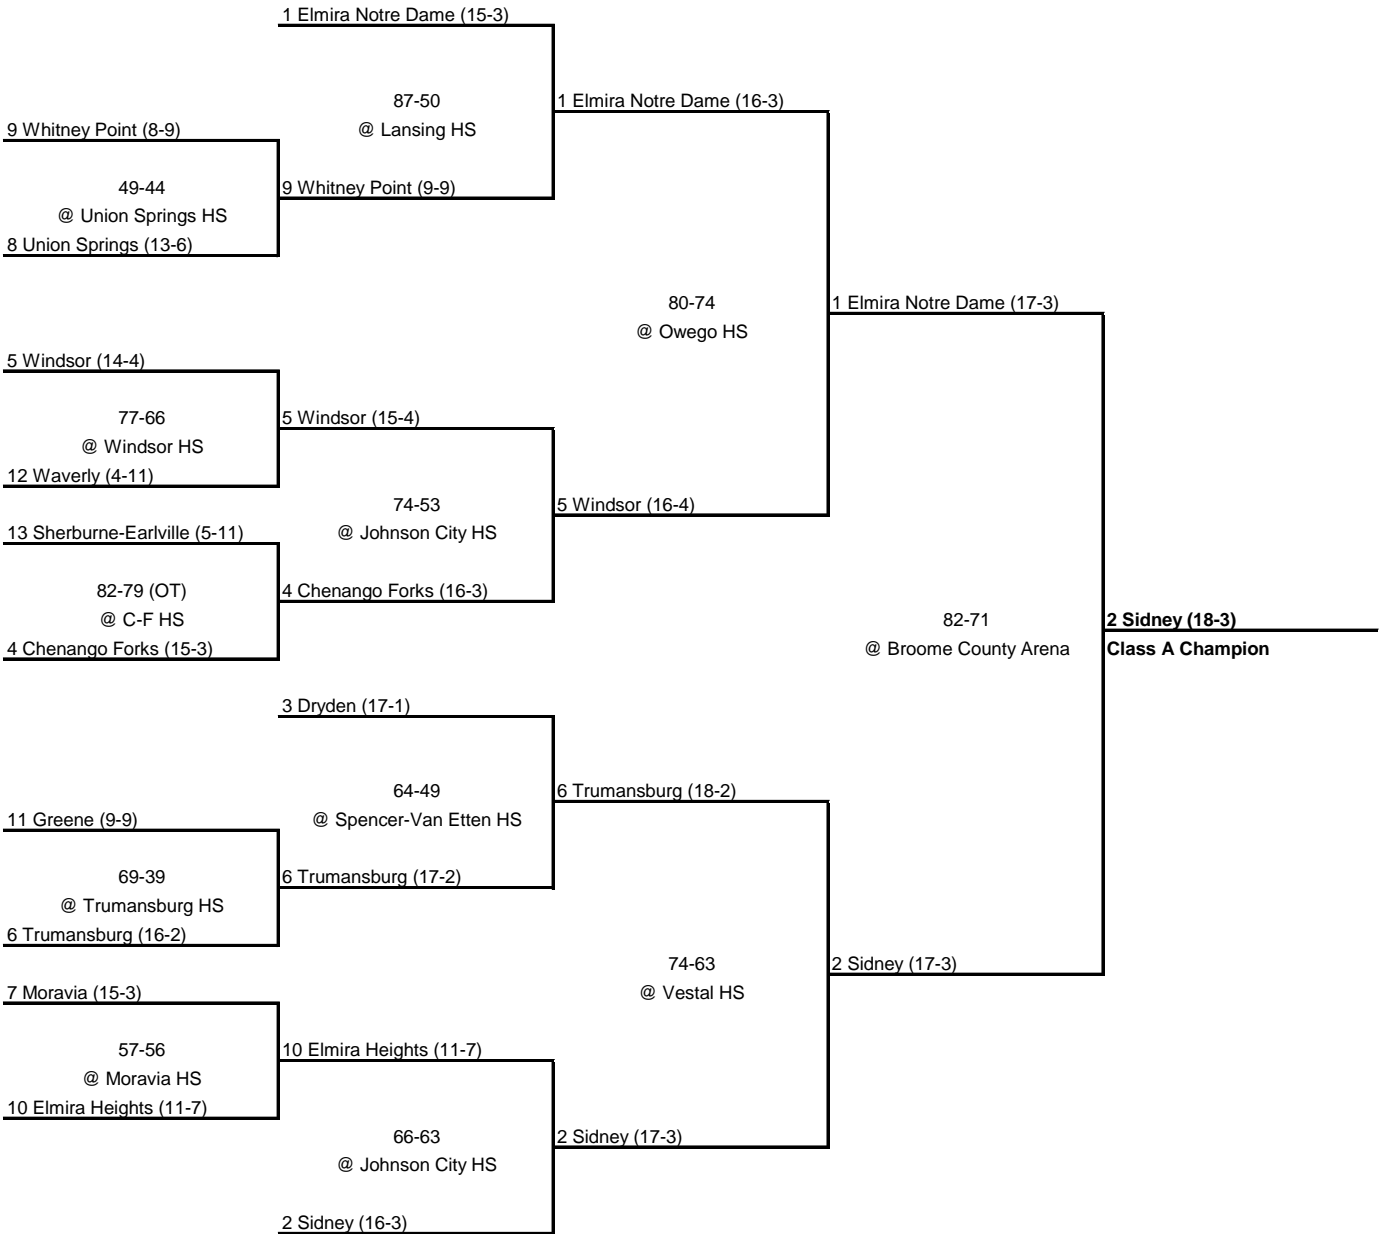 1 Elmira Notre Dame (15-3)
87-50
@ Lansing HS
1 Elmira Notre Dame (16-3)
9 Whitney Point (8-9)
49-44
@ Union Springs HS
9 Whitney Point (9-9)
8 Union Springs (13-6)
80-74
@ Owego HS
1 Elmira Notre Dame (17-3)
5 Windsor (14-4)
77-66
@ Windsor HS
5 Windsor (15-4)
12 Waverly (4-11)
74-53
@ Johnson City HS
5 Windsor (16-4)
13 Sherburne-Earlville (5-11)
82-79 (OT)
@ C-F HS
4 Chenango Forks (16-3)
4 Chenango Forks (15-3)
82-71
@ Broome County Arena
2 Sidney (18-3)
Class A Champion
3 Dryden (17-1)
64-49
@ Spencer-Van Etten HS
6 Trumansburg (18-2)
11 Greene (9-9)
69-39
@ Trumansburg HS
6 Trumansburg (17-2)
6 Trumansburg (16-2)
74-63
@ Vestal HS
2 Sidney (17-3)
7 Moravia (15-3)
57-56
@ Moravia HS
10 Elmira Heights (11-7)
10 Elmira Heights (11-7)
66-63
@ Johnson City HS
2 Sidney (17-3)
2 Sidney (16-3)